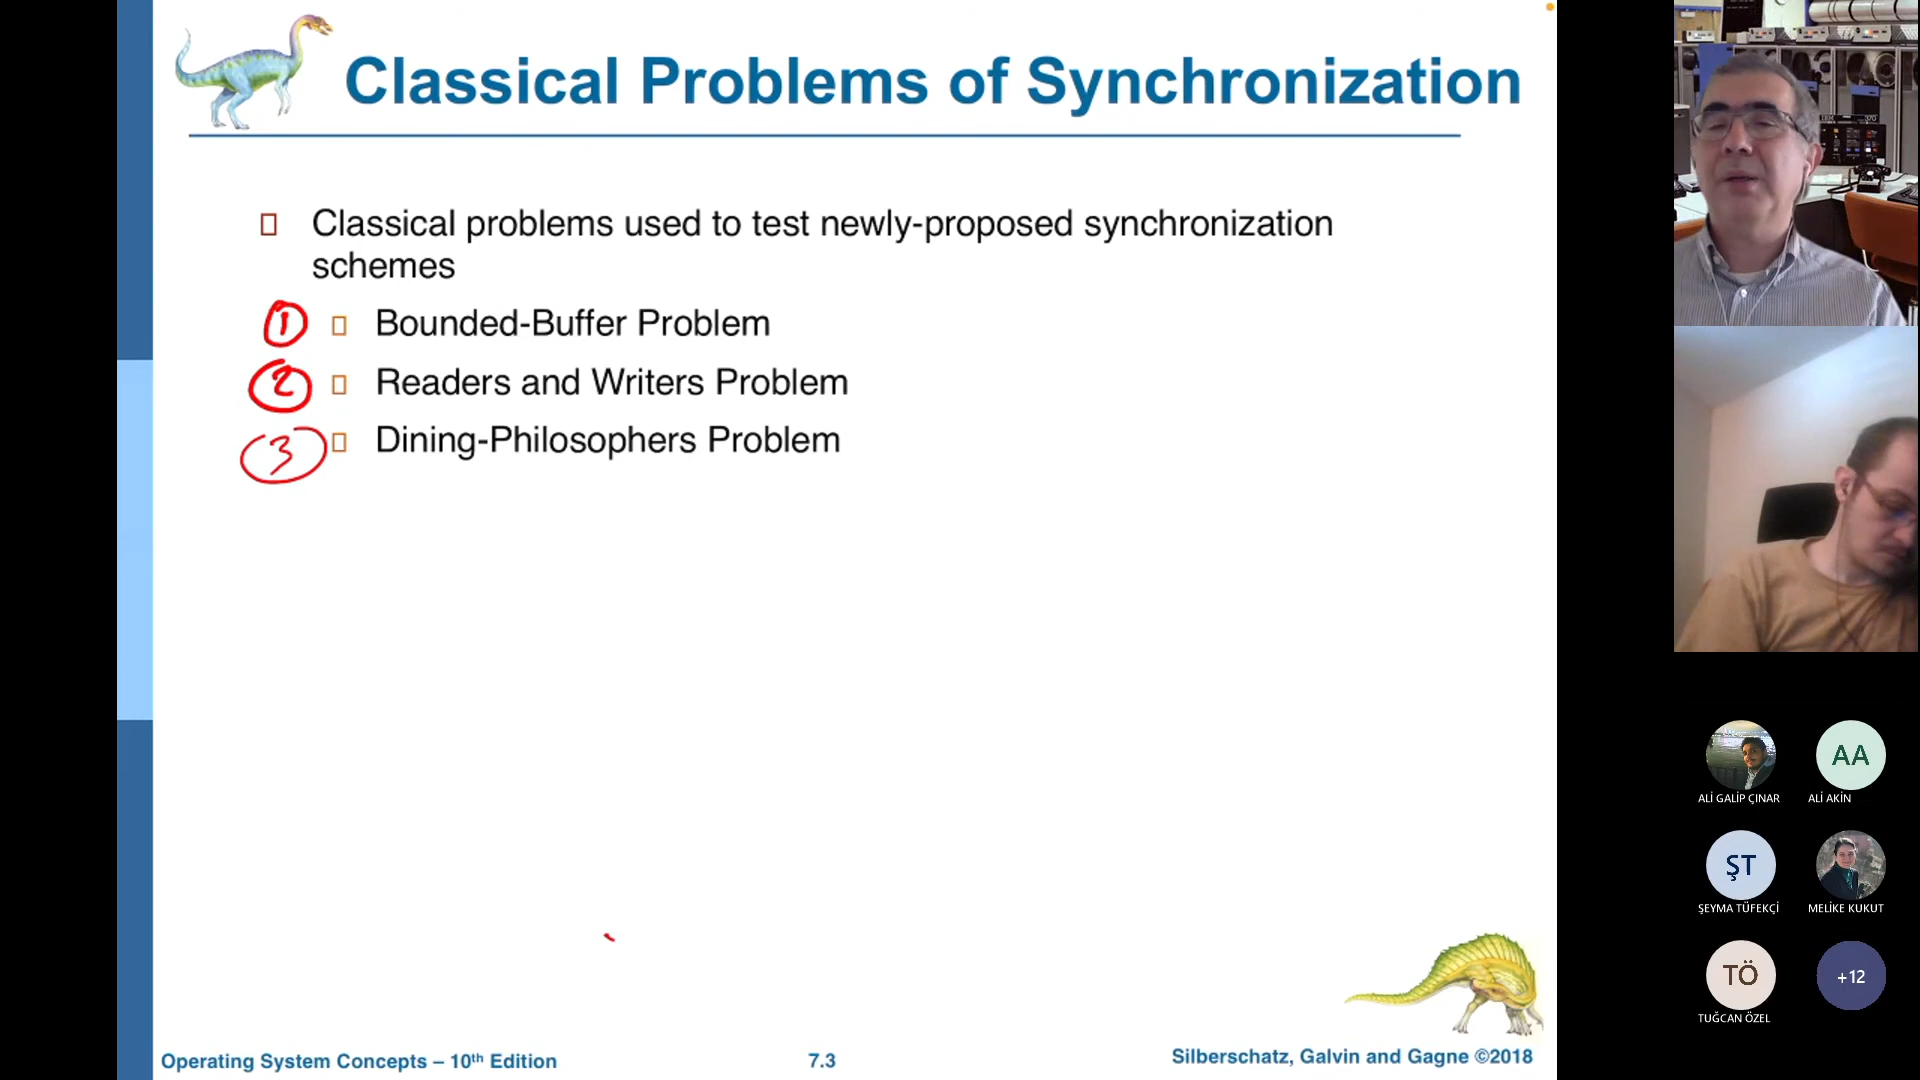 Classical Problems of Synchronization
Classical problems used to test newly-proposed synchronization
schemes
1 Bounded-Buffer Problem
2 Readers and Writers Problem
3 Dining-Philosophers Problem
Operating System Concepts – 10th Edition
7.3
Silberschatz, Galvin and Gagne ©2018
AA
ALİ GALİP ÇINAR
ALİ AKİN
ŞT
ŞEYMA TÜFEKÇİ
MELİKE KUKUT
TÖ
+12
TUĞCAN ÖZEL